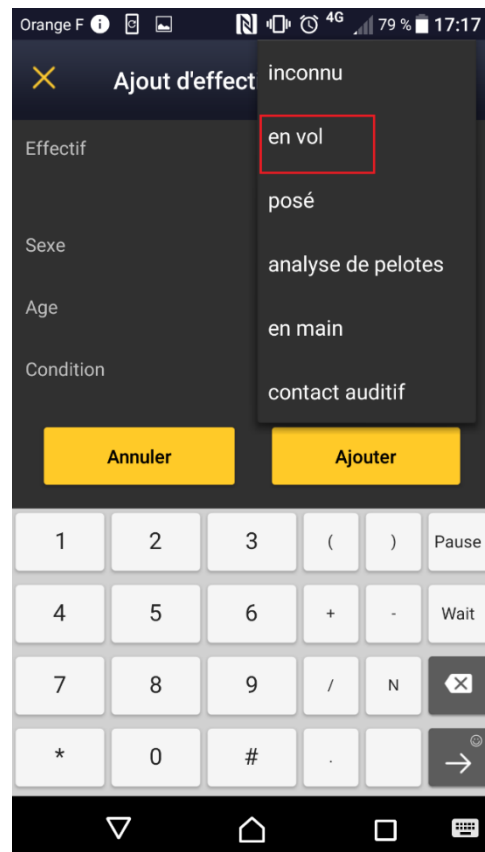 Orange F 4G 79 % 17:17
Ajout d'effect
inconnu
en vol
posé
analyse de pelotes
en main
contact auditif
Effectif
Sexe
Age
Condition
Annuler Ajouter
1 2 3 ( ) Pause
4 5 6 + - Wait
7 8 9 / N
* 0 # .